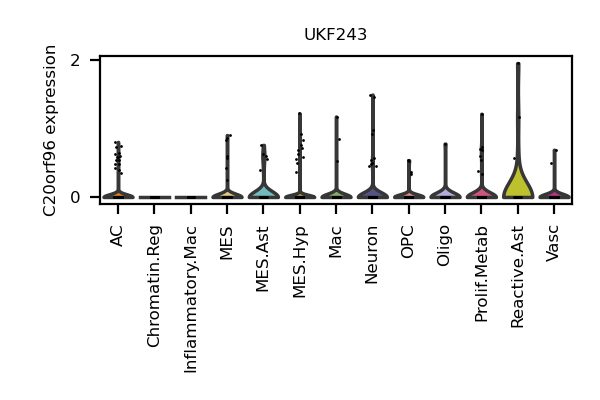 UKF243
C20orf96 expression
2
0
AC
Chromatin.Reg
Inflammatory.Mac
MES
MES.Ast
MES.Hyp
Mac
Neuron
OPC
Oligo
Prolif.Metab
Reactive.Ast
Vasc